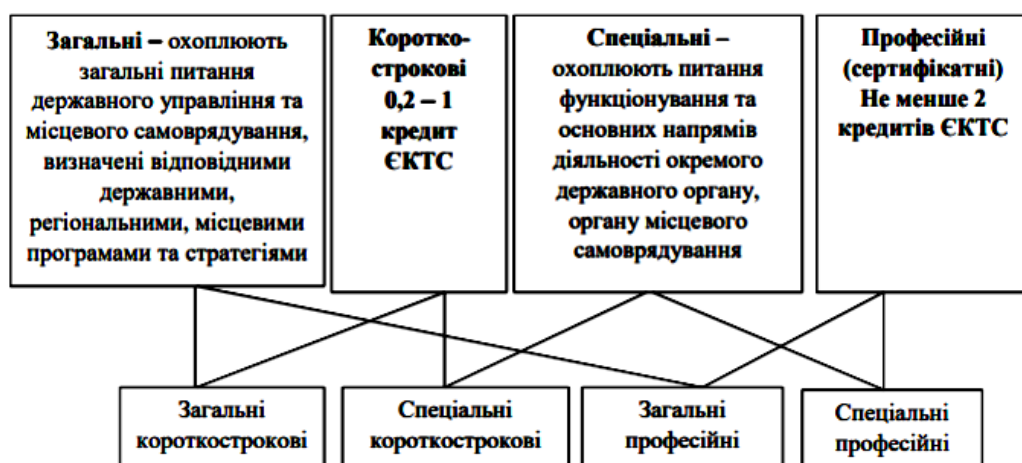 Загальні – охоплюють
загальні питання
державного управління та
місцевого самоврядування,
визначені відповідними
державними,
регіональними, місцевими
програмами та стратегіями
Коротко-
строкові
0,2 – 1
кредит
ЄКТС
Спеціальні –
охоплюють питання
функціонування та
основних напрямів
діяльності окремого
державного органу,
органу місцевого
самоврядування
Професійні
(сертифікатні)
Не менше 2
кредитів ЄКТС
Загальні
короткострокові
Спеціальні
короткострокові
Загальні
професійні
Спеціальні
професійні